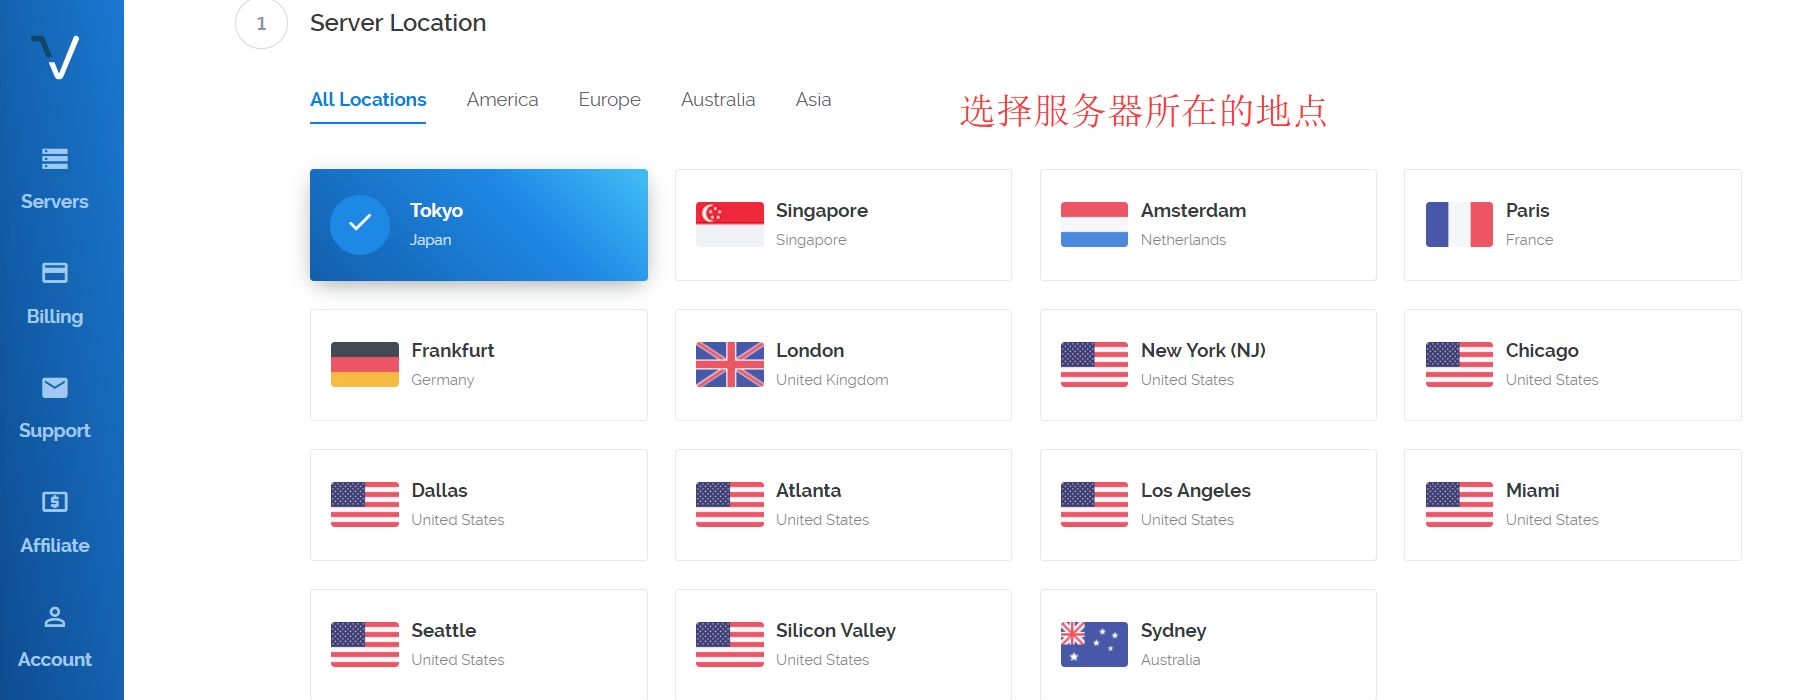 1
Server Location
All Locations
America
Europe
Australia
Asia
选择服务器所在的地点
Servers
Billing
Support
Affiliate
Account
Tokyo
Japan
Singapore
Singapore
Amsterdam
Netherlands
Paris
France
Frankfurt
Germany
London
United Kingdom
New York (NJ)
United States
Chicago
United States
Dallas
United States
Atlanta
United States
Los Angeles
United States
Miami
United States
Seattle
United States
Silicon Valley
United States
Sydney
Australia